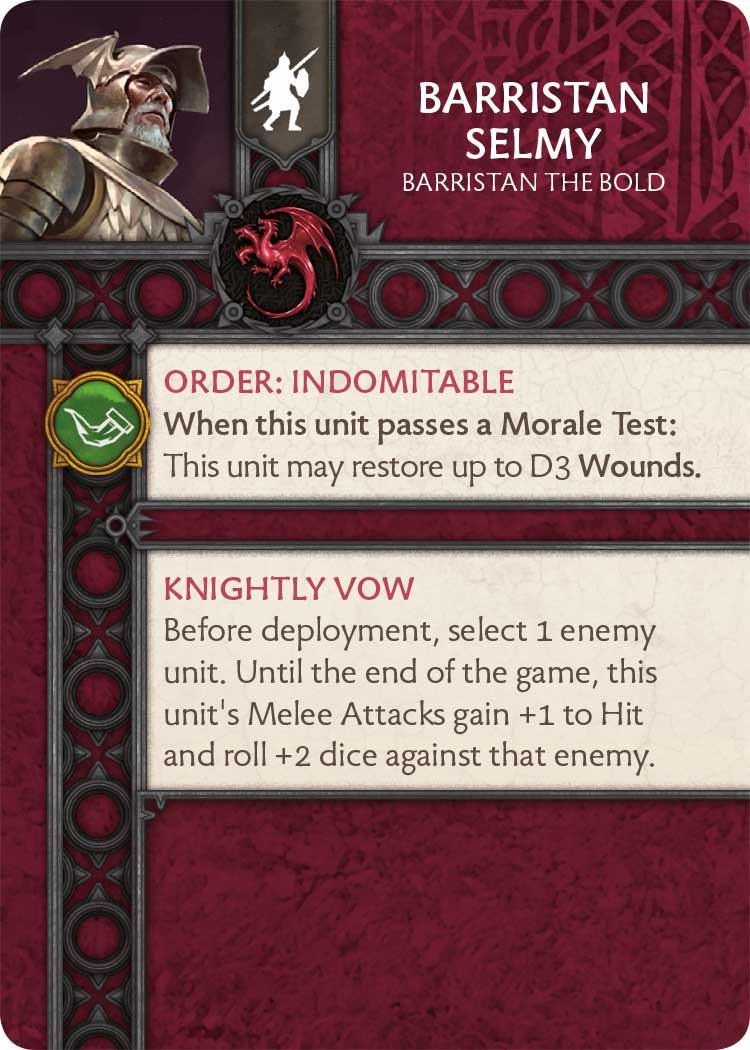 BARRISTAN
SELMY
BARRISTAN THE BOLD
ORDER: INDOMITABLE
When this unit passes a Morale Test:
This unit may restore up to D3 Wounds.
KNIGHTLY VOW
Before deployment, select 1 enemy
unit. Until the end of the game, this
unit's Melee Attacks gain +1 to Hit
and roll +2 dice against that enemy.